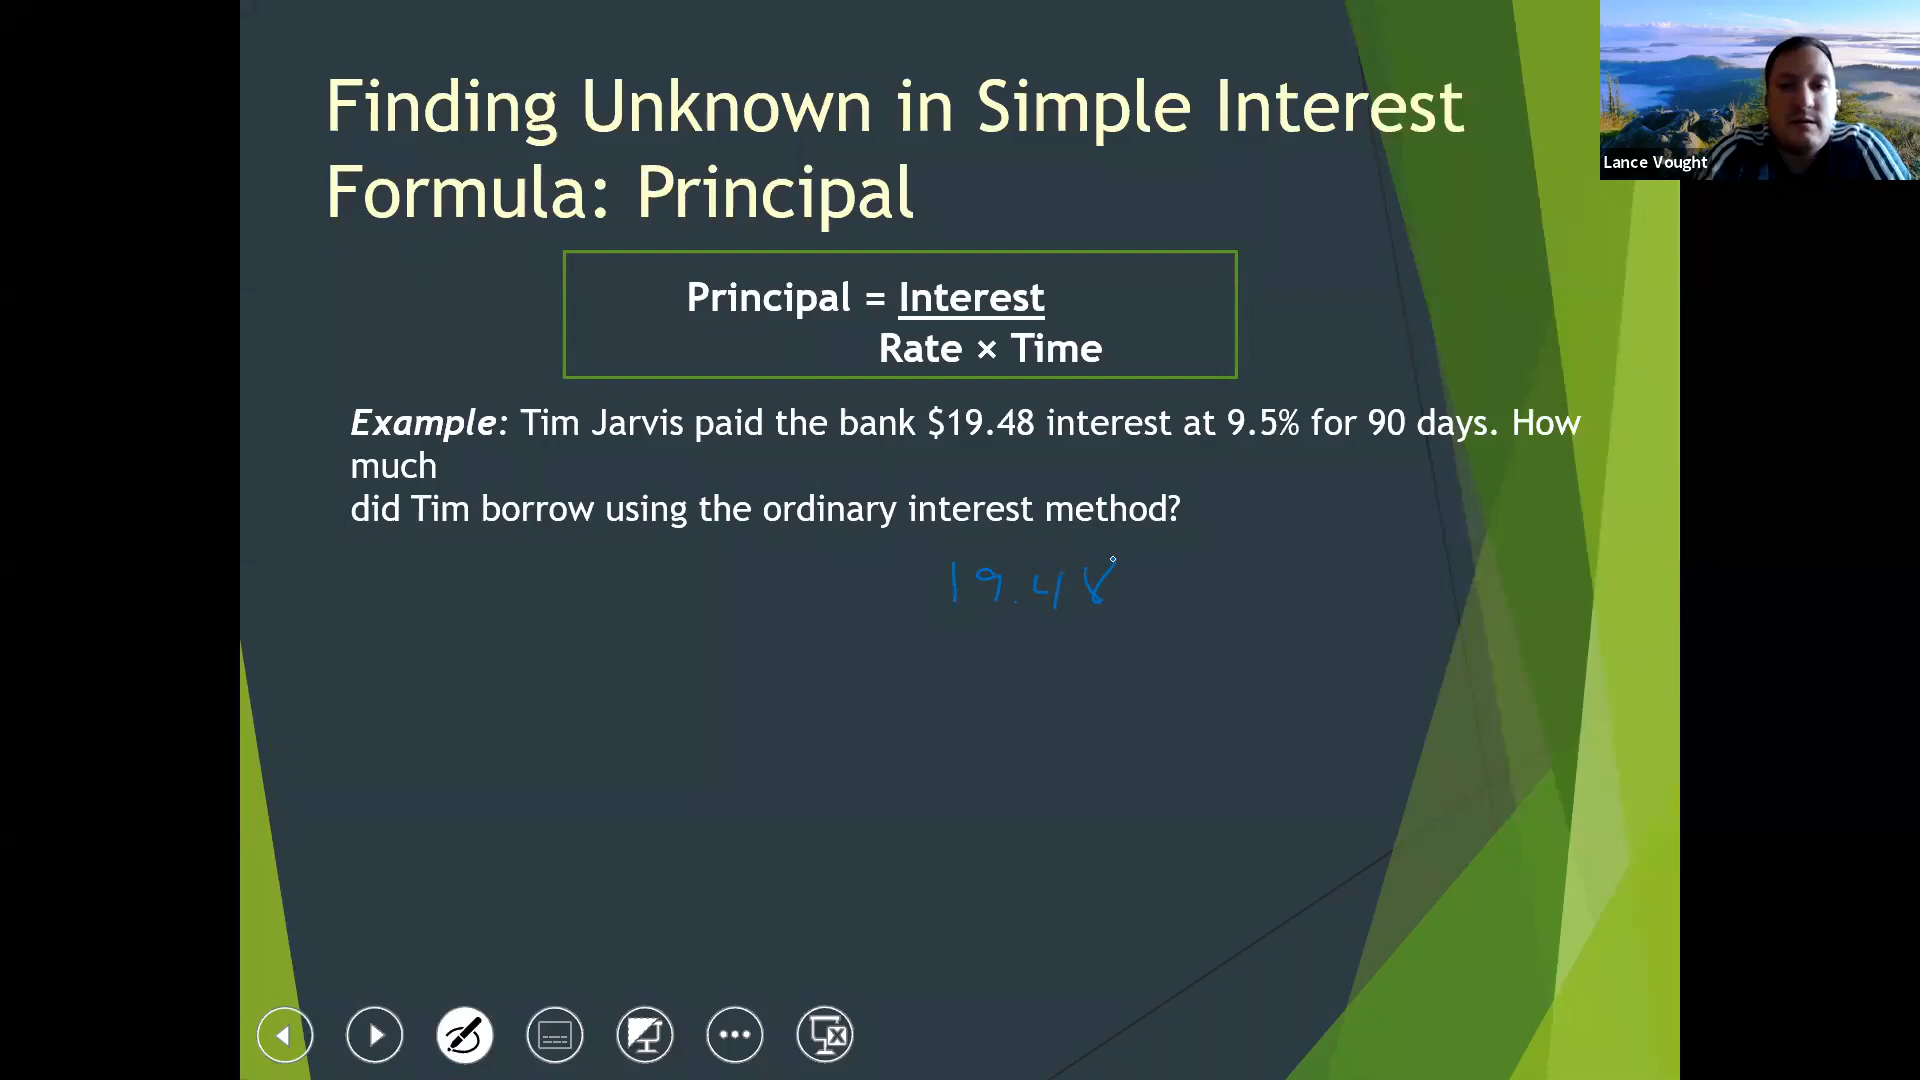 Finding Unknown in Simple Interest
Formula: Principal
Lance Vought
Principal = Interest
Rate × Time
Example: Tim Jarvis paid the bank $19.48 interest at 9.5% for 90 days. How
much
did Tim borrow using the ordinary interest method?
19.48